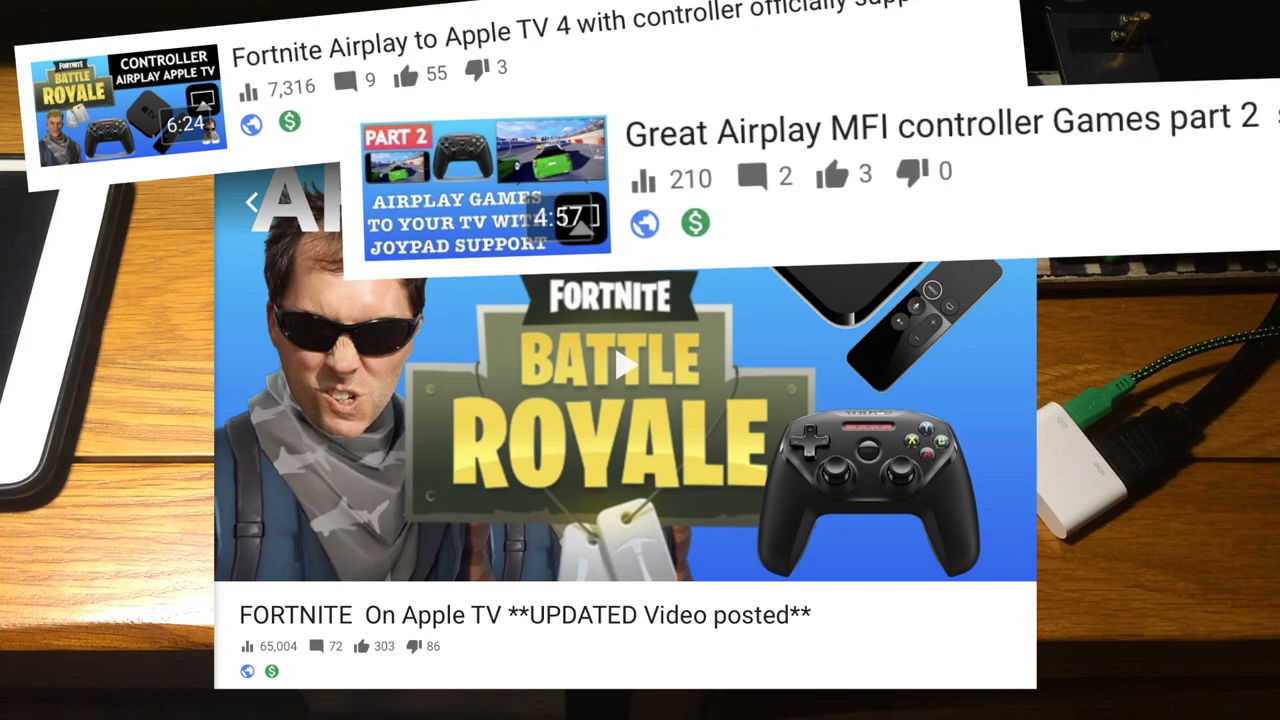 Fortnite Airplay to Apple TV 4 with controller officially
7,316 9 55 3
FORTNITE
BATTLE
ROYALE
CONTROLLER
AIRPLAY APPLE TV
6:24
Great Airplay MFI controller Games part 2
210 2 3 0
PART 2
AIRPLAY GAMES
TO YOUR TV WIT
4:57
JOYPAD SUPPORT
AI
FORTNITE
BATTLE
ROYALE
MENU
Y
X
B
A
FORTNITE On Apple TV **UPDATED Video posted**
65,004 72 303 86